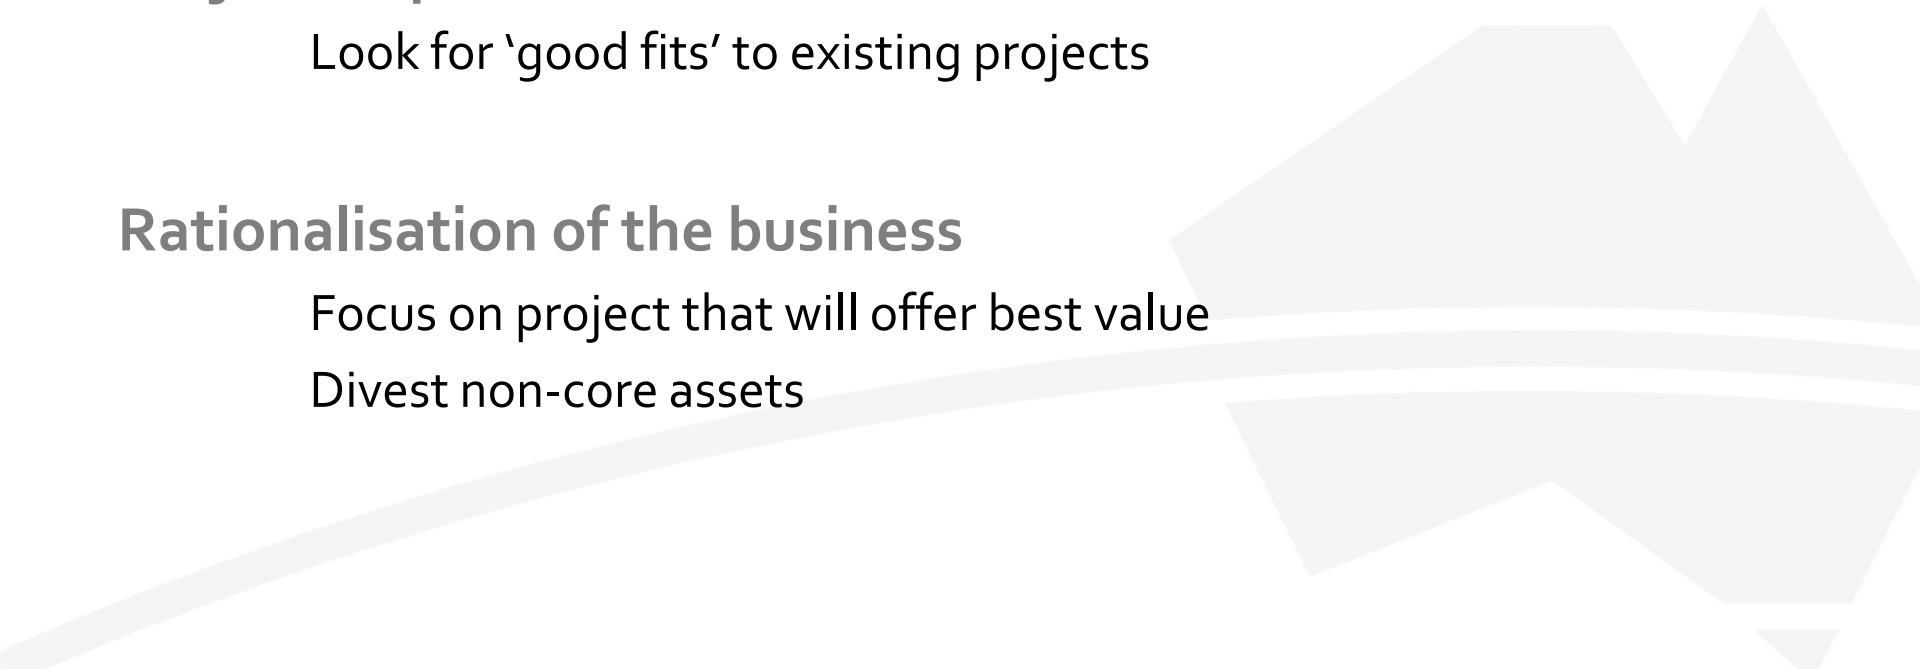 Look for ‘good fits’ to existing projects
Rationalisation of the business
Focus on project that will offer best value
Divest non-core assets